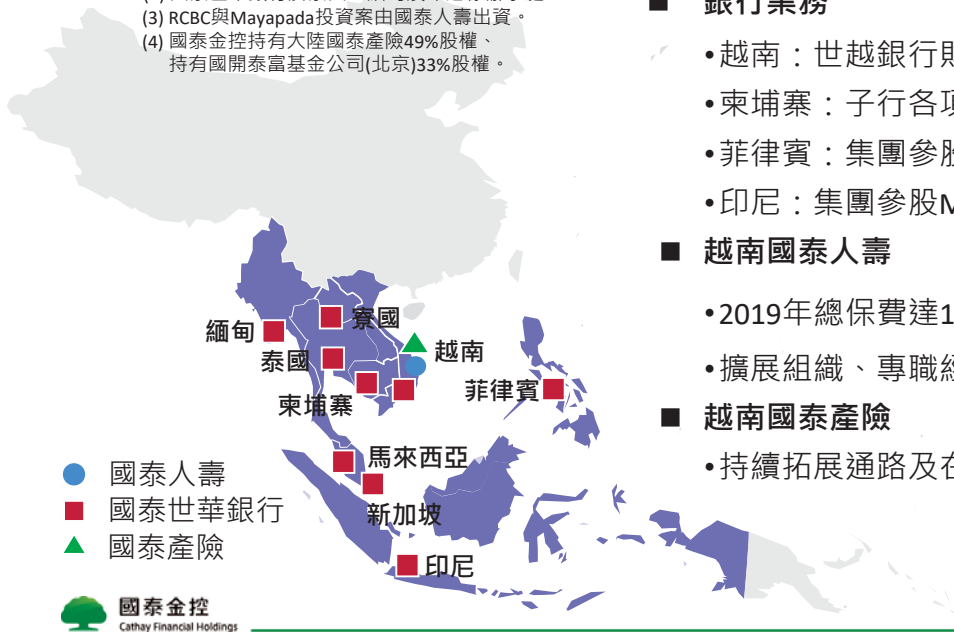 (3) RCBC與Mayapada投資案由國泰人壽出資。
(4) 國泰金控持有大陸國泰產險49%股權、
持有國開泰富基金公司(北京)33%股權。
緬甸
寮國
泰國
越南
柬埔寨
菲律賓
馬來西亞
新加坡
印尼
國泰人壽
國泰世華銀行
國泰產險
■ 銀行業務
•越南：世越銀行
•柬埔寨：子行各項
•菲律賓：集團參股
•印尼：集團參股M
■ 越南國泰人壽
•2019年總保費達1
•擴展組織、專職經
■ 越南國泰產險
•持續拓展通路及在
國泰金控
Cathay Financial Holdings